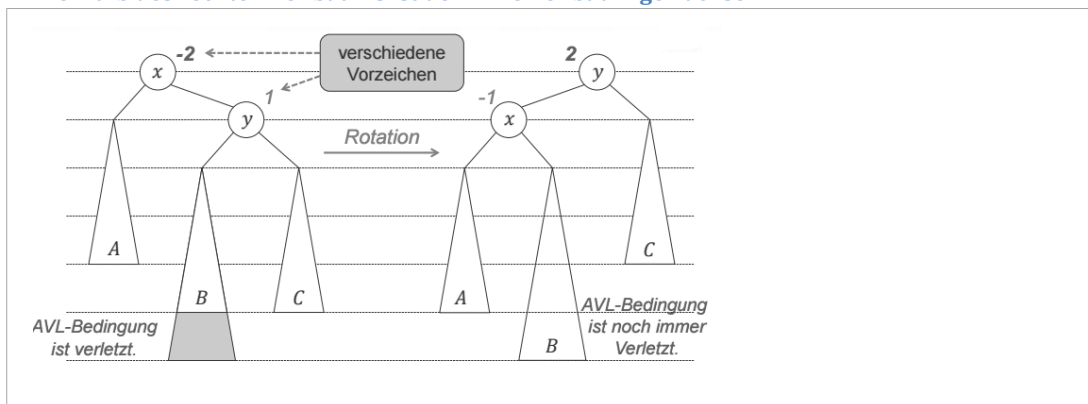 -2
verschiedene
Vorzeichen
2
x
y
1
-1
y
x
Rotation
A
C
B
C
A
AVL-Bedingung
ist verletzt.
AVL-Bedingung
ist noch immer
Verletzt.
B